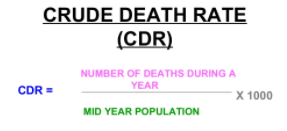 CRUDE DEATH RATE
(CDR)
NUMBER OF DEATHS DURING A
YEAR
CDR =
X 1000
MID YEAR POPULATION